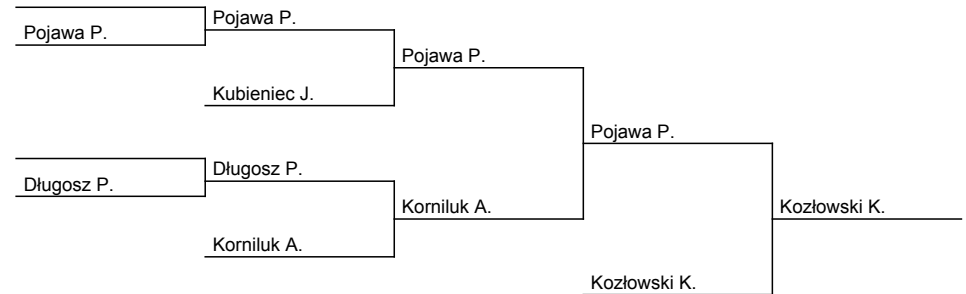 Pojawa P.
Pojawa P.
Pojawa P.
Kubieniec J.
Pojawa P.
Długosz P.
Długosz P.
Korniluk A.
Kozłowski K.
Korniluk A.
Kozłowski K.